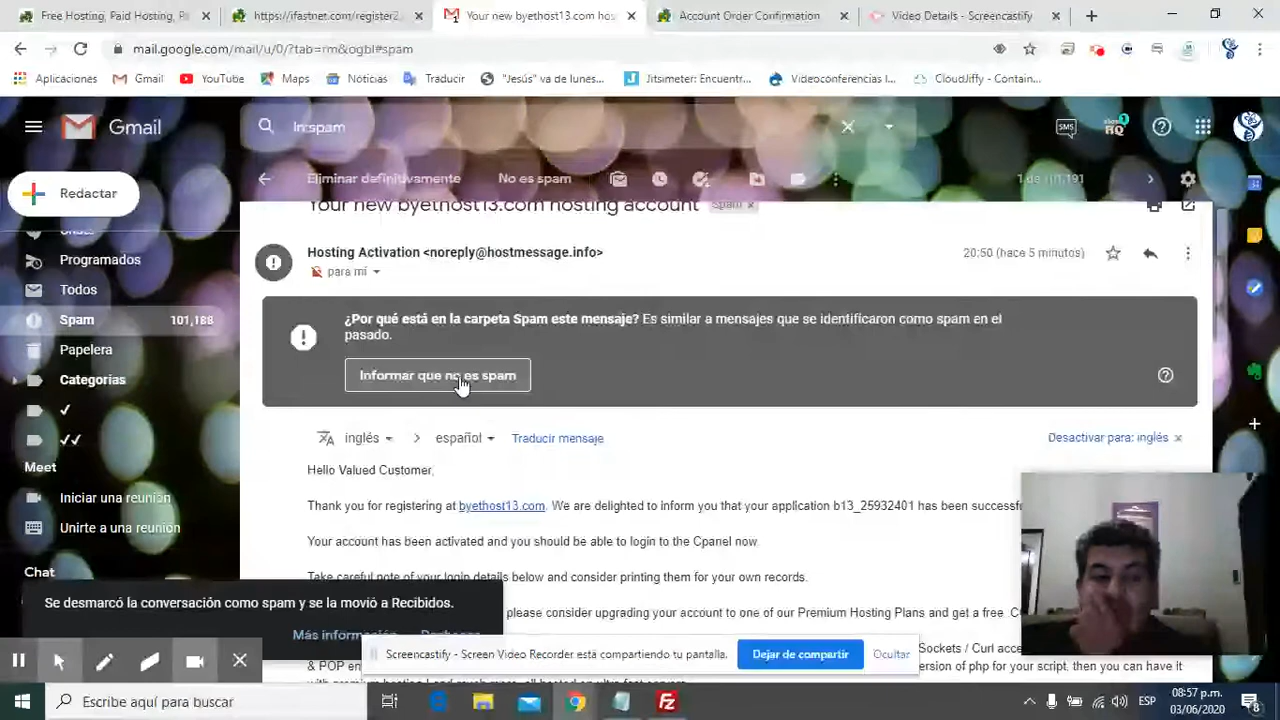 Free Hosting, Paid Hosting, P
https://ifastnet.com/register2.
Your new byethost13.com hos
Account Order Confirmation
Video Details - Screencastify
mail.google.com/mail/u/0/?tab=rm&ogbl#spam
Aplicaciones
Gmail
YouTube
Maps
Noticias
Traducir
"Jesús" va de lunes...
Jitsimeter: Encuentr...
Videoconferencias I...
CloudJiffy - Contain...
Gmail
in:spam
SMS
Redactar
Eliminar definitivamente
No es spam
Your new byethost13.com hosting account
Spam x
Hosting Activation <noreply@hostmessage.info>
20:50 (hace 5 minutos)
para mí
Programados
Todos
Spam 101,188
Papelera
Categorías
Meet
Iniciar una reunión
Unirte a una reunión
Chat
¿Por qué está en la carpeta Spam este mensaje? Es similar a mensajes que se identificaron como spam en el
pasado.
Informar que no es spam
inglés > español Traducir mensaje
Desactivar para: inglés x
Hello Valued Customer,
Thank you for registering at byethost13.com. We are delighted to inform you that your application b13_25932401 has been successf
Your account has been activated and you should be able to login to the Cpanel now.
Take careful note of your login details below and consider printing them for your own records.
please consider upgrading your account to one of our Premium Hosting Plans and get a free
Sockets / Curl acce
& POP en
ersion of php for your script, then you can have it
Se desmarcó la conversación como spam y se la movió a Recibidos.
Más información
Deshacer
Screencastify - Screen Video Recorder está compartiendo tu pantalla.
Dejar de compartir
Ocultar
Escribe aquí para buscar
ESP
08:57 p.m.
03/06/2020